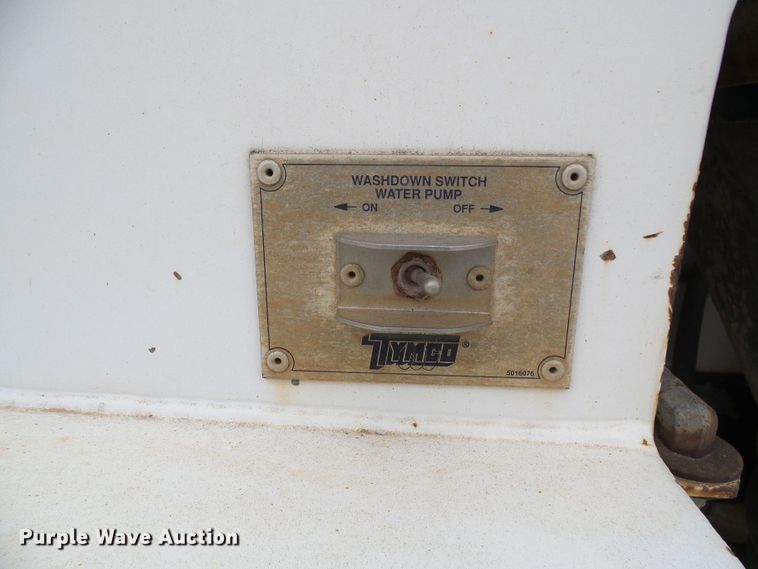 WASHDOWN SWITCH
WATER PUMP
← ON OFF →
TYMCO®
5016076
Purple Wave Auction